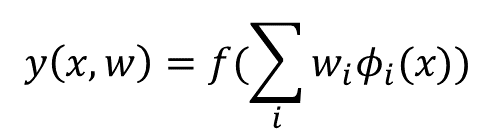 y(x, w) = f(∑ᵢ wᵢϕᵢ(x))